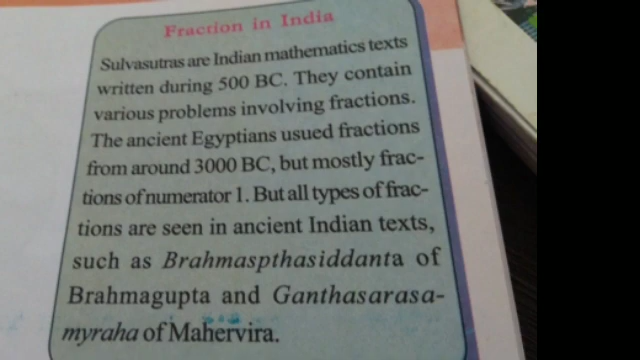 Fraction in India
Sulvasutras are Indian mathematics texts
written during 500 BC. They contain
various problems involving fractions.
The ancient Egyptians usued fractions
from around 3000 BC, but mostly frac-
tions of numerator 1. But all types of frac-
tions are seen in ancient Indian texts,
such as Brahmaspthasiddanta of
Brahmagupta and Ganthasarasa-
myraha of Mahervira.